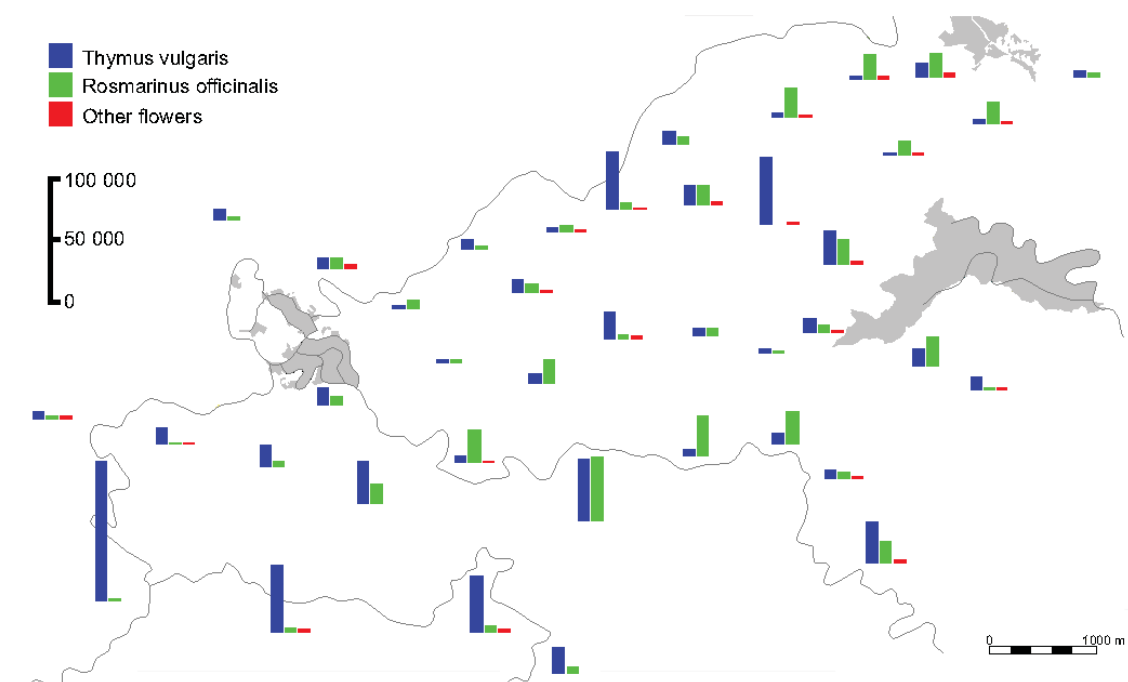 Thymus vulgaris
Rosmarinus officinalis
Other flowers
100 000
50 000
0
0 1000 m